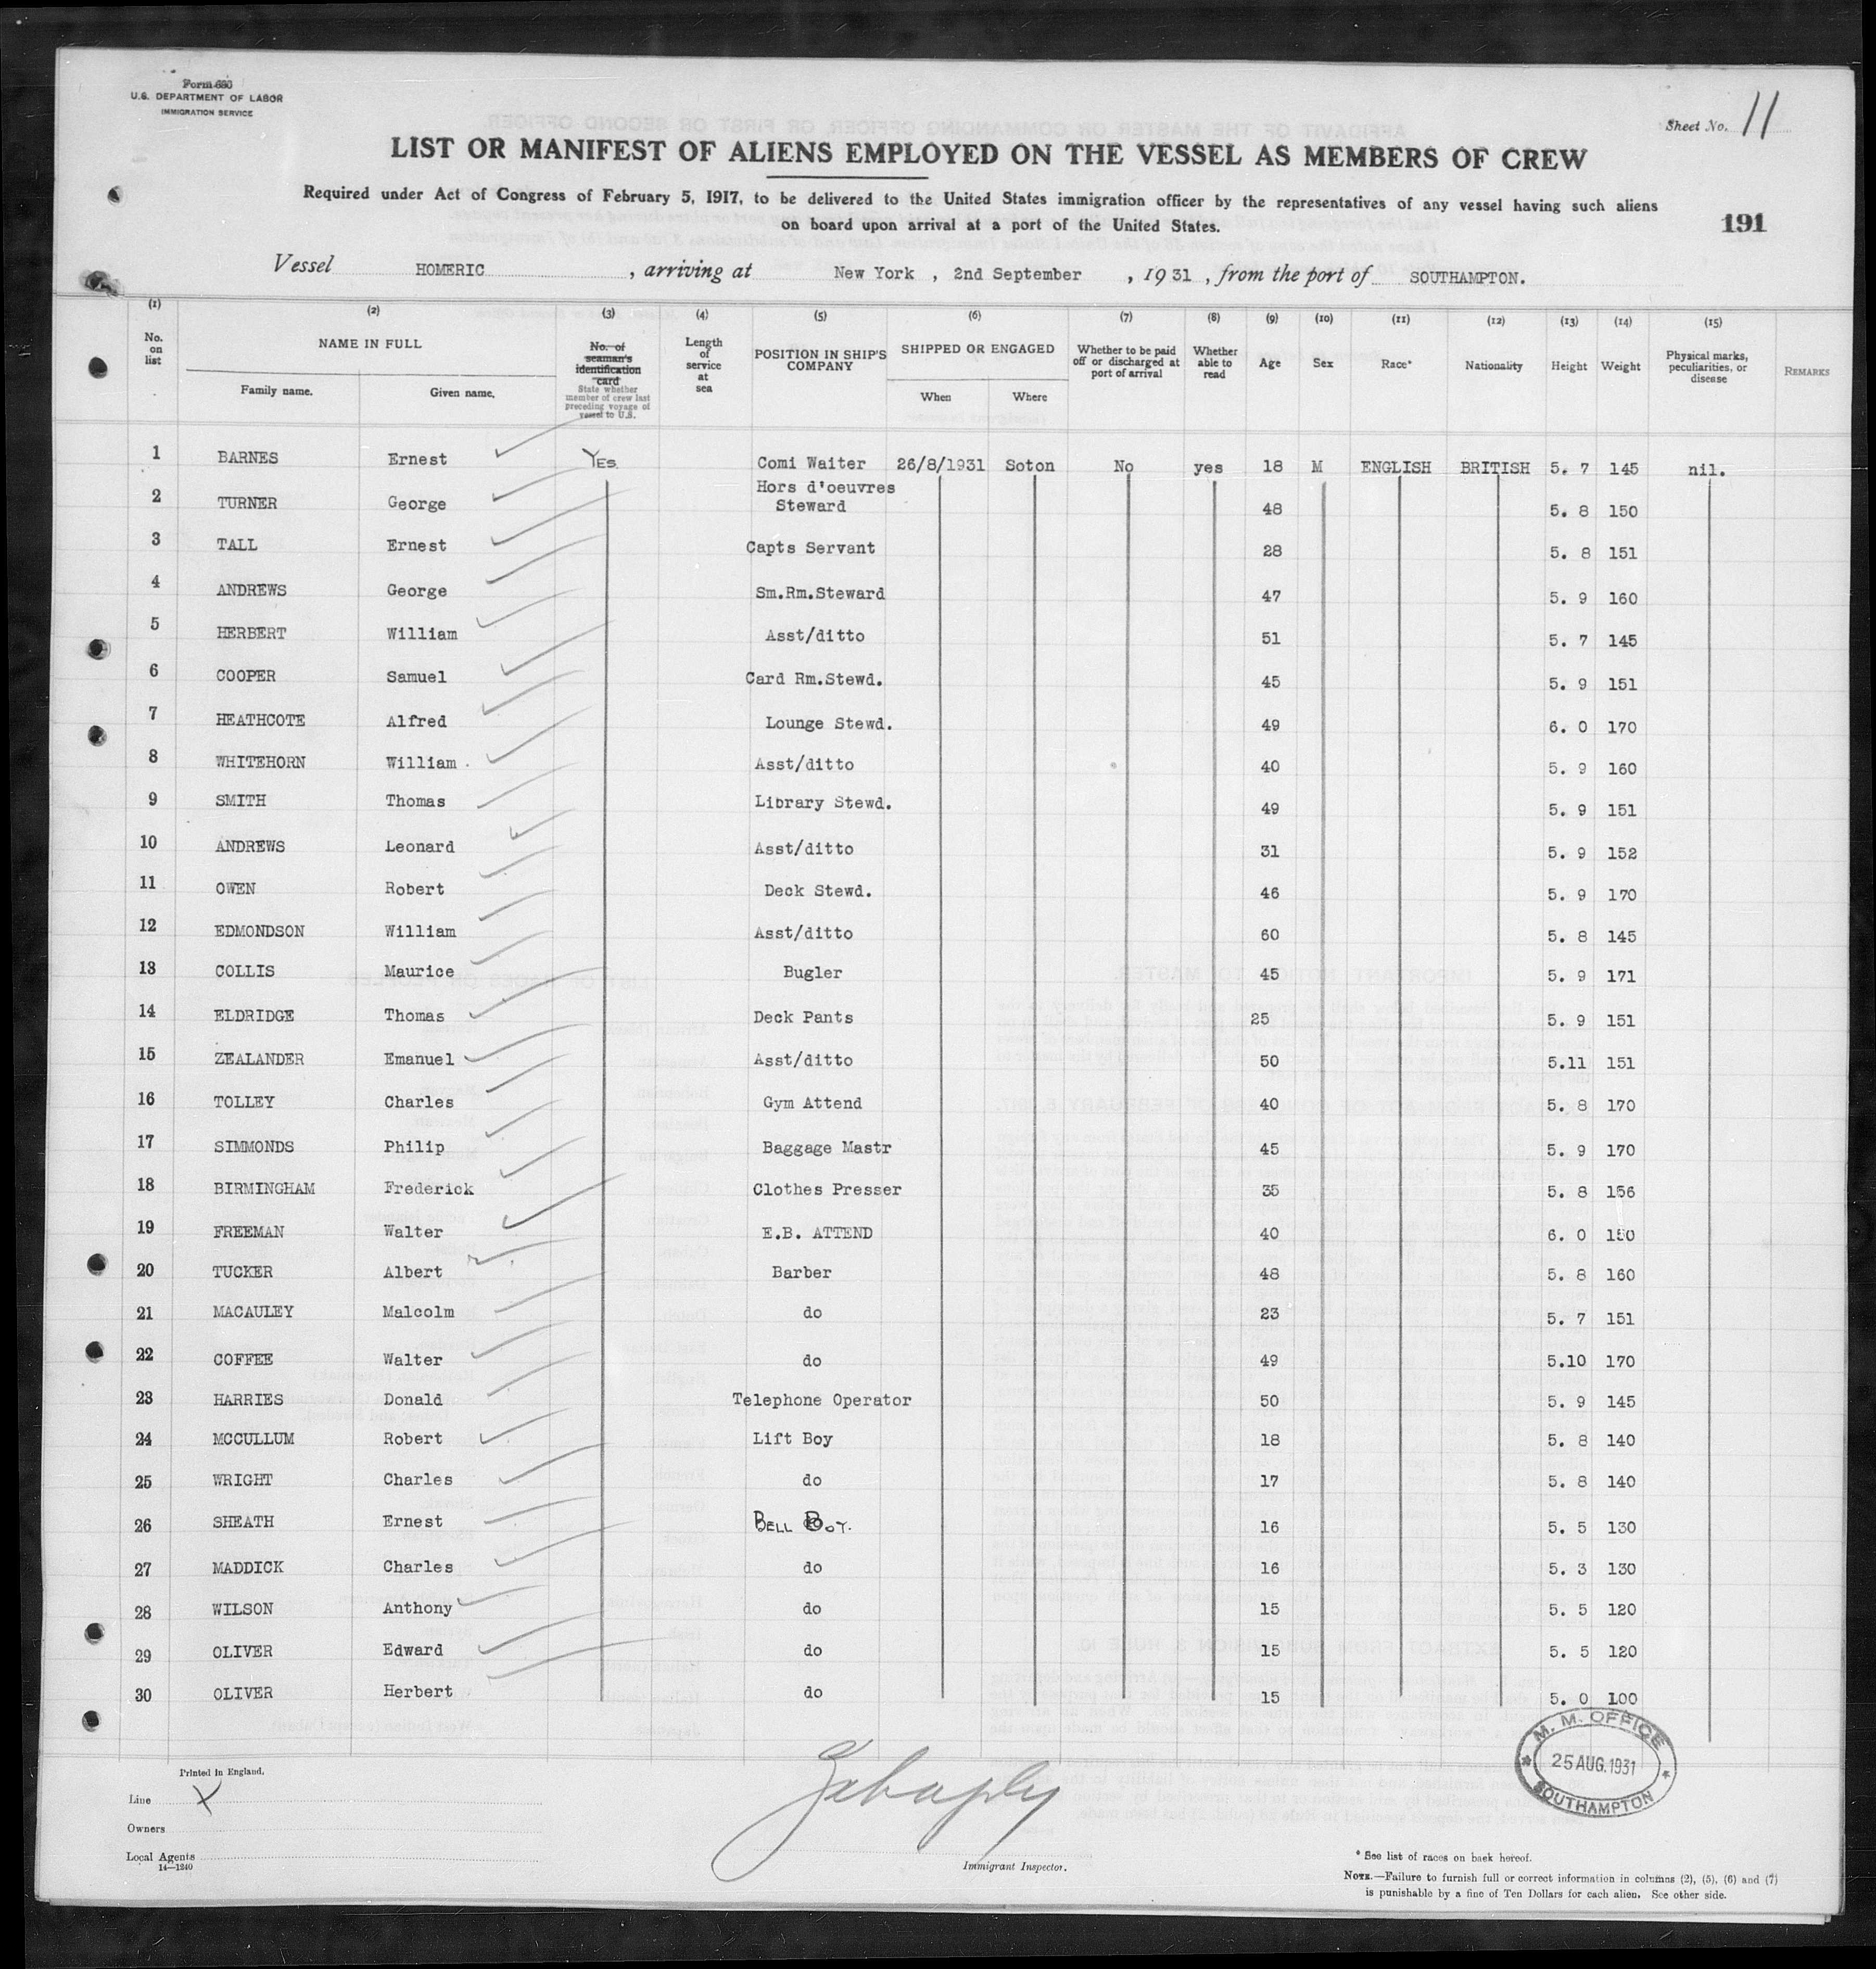 Form 680
U.S. DEPARTMENT OF LABOR
IMMIGRATION SERVICE
Sheet No. 11
LIST OR MANIFEST OF ALIENS EMPLOYED ON THE VESSEL AS MEMBERS OF CREW
Required under Act of Congress of February 5, 1917, to be delivered to the United States immigration officer by the representatives of any vessel having such aliens
on board upon arrival at a port of the United States.
191
Vessel HOMERIC, arriving at New York, 2nd September, 1931, from the port of SOUTHAMPTON.
(1) (2) (3) (4) (5) (6) (7) (8) (9) (10) (11) (12) (13) (14) (15)
No. on list NAME IN FULL Family name. Given name. No. of seaman's identification card State whether member of crew last preceding voyage of vessel to U.S. Length of service at sea POSITION IN SHIP'S COMPANY SHIPPED OR ENGAGED When Where Whether to be paid off or discharged at port of arrival Whether able to read Age Sex Race* Nationality Height Weight Physical marks, peculiarities, or disease REMARKS
1 BARNES Ernest YES. Comi Waiter 26/8/1931 Soton No yes 18 M ENGLISH BRITISH 5. 7 145 nil.
2 TURNER George Hors d'oeuvres Steward 48 5. 8 150
3 TALL Ernest Capts Servant 28 5. 8 151
4 ANDREWS George Sm.Rm.Steward 47 5. 9 160
5 HERBERT William Asst/ditto 51 5. 7 145
6 COOPER Samuel Card Rm.Stewd. 45 5. 9 151
7 HEATHCOTE Alfred Lounge Stewd. 49 6. 0 170
8 WHITEHORN William. Asst/ditto 40 5. 9 160
9 SMITH Thomas Library Stewd. 49 5. 9 151
10 ANDREWS Leonard Asst/ditto 31 5. 9 152
11 OWEN Robert Deck Stewd. 46 5. 9 170
12 EDMONDSON William Asst/ditto 60 5. 8 145
13 COLLIS Maurice Bugler 45 5. 9 171
14 ELDRIDGE Thomas Deck Pants 25 5. 9 151
15 ZEALANDER Emanuel Asst/ditto 50 5.11 151
16 TOLLEY Charles Gym Attend 40 5. 8 170
17 SIMMONDS Philip Baggage Mastr 45 5. 9 170
18 BIRMINGHAM Frederick Clothes Presser 35 5. 8 156
19 FREEMAN Walter E.B. ATTEND 40 6. 0 150
20 TUCKER Albert Barber 48 5. 8 160
21 MACAULEY Malcolm do 23 5. 7 151
22 COFFEE Walter do 49 5.10 170
23 HARRIES Donald Telephone Operator 50 5. 9 145
24 MCCULLUM Robert Lift Boy 18 5. 8 140
25 WRIGHT Charles do 17 5. 8 140
26 SHEATH Ernest BELL BOY. 16 5. 5 130
27 MADDICK Charles do 16 5. 3 130
28 WILSON Anthony do 15 5. 5 120
29 OLIVER Edward do 15 5. 5 120
30 OLIVER Herbert do 15 5. 0 100
M. M. OFFICE
25 AUG. 1931
SOUTHAMPTON
Printed in England.
Line X
Owners
Local Agents
14—1240
Immigrant Inspector.
* See list of races on back hereof.
NOTE.—Failure to furnish full or correct information in columns (2), (5), (6) and (7)
is punishable by a fine of Ten Dollars for each alien. See other side.